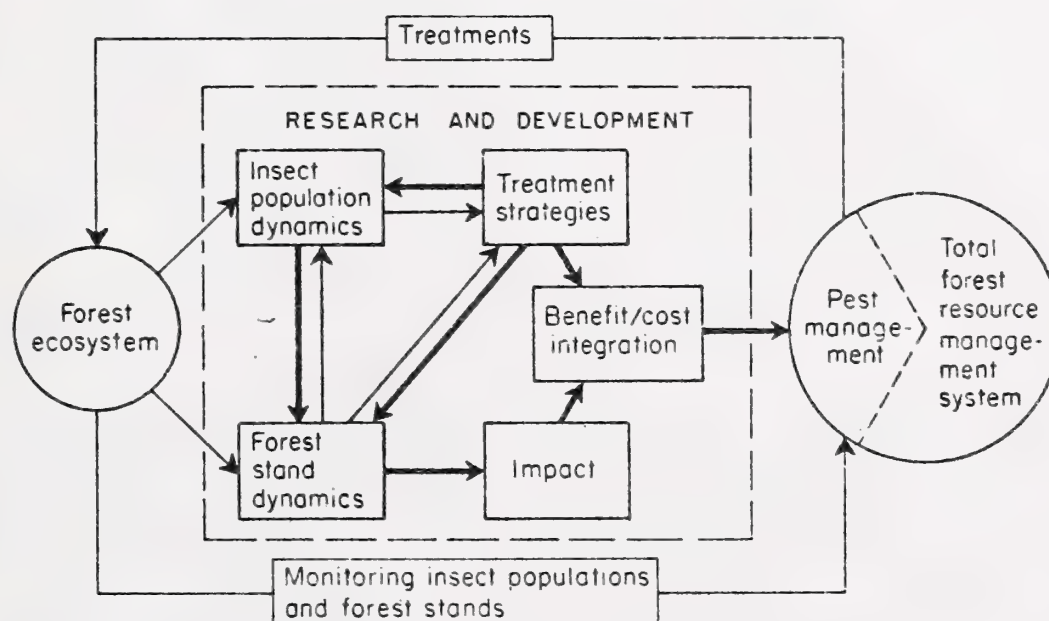 Treatments
RESEARCH AND DEVELOPMENT
Insect
population
dynamics
Treatment
strategies
Forest
ecosystem
Benefit/cost
integration
Pest
manage-
ment
Total
forest
resource
manage-
ment
system
Forest
stand
dynamics
Impact
Monitoring insect populations
and forest stands